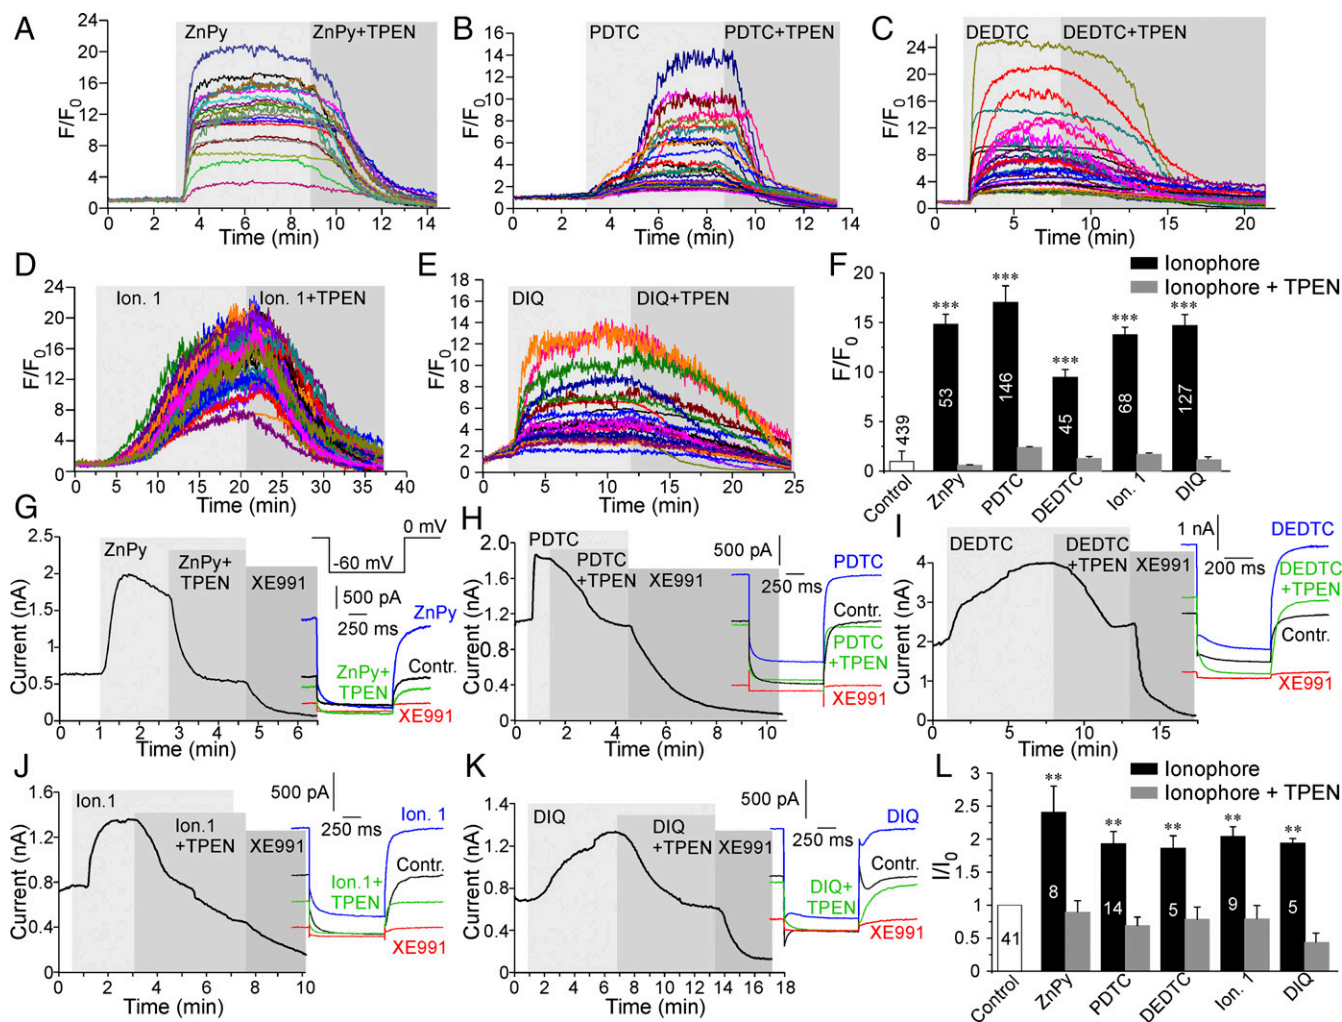 A
ZnPy
ZnPy+TPEN
F/F0
24
20
16
12
8
4
0
0 2 4 6 8 10 12 14
Time (min)
B
PDTC
PDTC+TPEN
F/F0
16
14
12
10
8
6
4
2
0
0 2 4 6 8 10 12 14
Time (min)
C
DEDTC
DEDTC+TPEN
F/F0
28
24
20
16
12
8
4
0
0 5 10 15 20
Time (min)
D
Ion. 1
Ion. 1+TPEN
F/F0
24
20
16
12
8
4
0
0 5 10 15 20 25 30 35 40
Time (min)
E
DIQ
DIQ+TPEN
F/F0
18
16
14
12
10
8
6
4
2
0
0 5 10 15 20 25
Time (min)
F
Ionophore
Ionophore + TPEN
F/F0
20
15
10
5
0
***
***
***
***
***
439
53
146
45
68
127
Control
ZnPy
PDTC
DEDTC
Ion. 1
DIQ
G
ZnPy
ZnPy+
TPEN
XE991
Current (nA)
2.5
2.0
1.5
1.0
0.5
0.0
0 1 2 3 4 5 6
Time (min)
0 mV
-60 mV
500 pA
250 ms
ZnPy
Contr.
ZnPy+
TPEN
XE991
H
PDTC
PDTC
+TPEN
XE991
Current (nA)
2.0
1.6
1.2
0.8
0.4
0.0
0 2 4 6 8 10
Time (min)
500 pA
250 ms
PDTC
Contr.
PDTC
+TPEN
XE991
I
DEDTC
DEDTC
+TPEN
XE991
Current (nA)
5
4
3
2
1
0
0 5 10 15
Time (min)
1 nA
200 ms
DEDTC
DEDTC
+TPEN
Contr.
XE991
J
Ion.1
Ion.1
+TPEN
XE991
Current (nA)
1.6
1.2
0.8
0.4
0.0
0 2 4 6 8 10
Time (min)
500 pA
250 ms
Ion. 1
Contr.
Ion.1+
TPEN
XE991
K
DIQ
DIQ
+TPEN
XE991
Current (nA)
1.6
1.2
0.8
0.4
0.0
0 2 4 6 8 10 12 14 16 18
Time (min)
500 pA
250 ms
DIQ
Contr.
DIQ+
TPEN
XE991
L
Ionophore
Ionophore + TPEN
I/I0
3
2.5
2
1.5
1
0.5
0
**
**
**
**
**
41
8
14
5
9
5
Control
ZnPy
PDTC
DEDTC
Ion. 1
DIQ